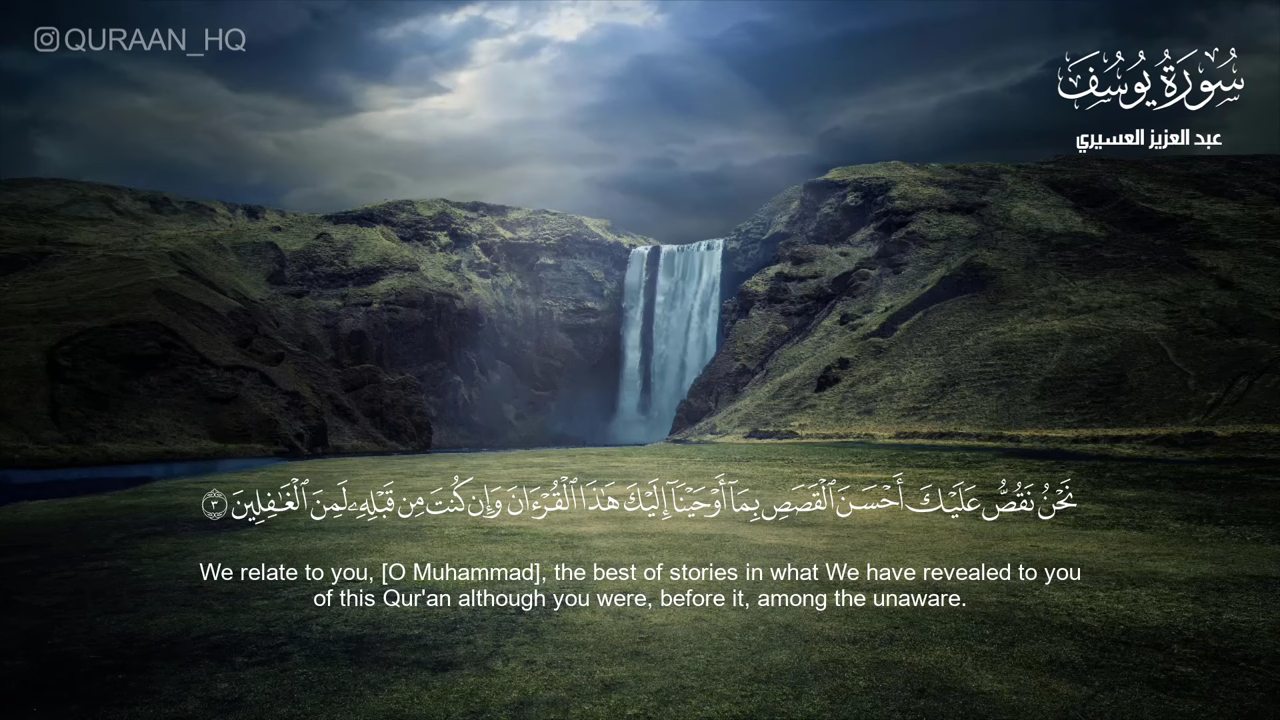 QURAAN_HQ
سُورَةُ يُوسُفَ
عبد العزيز العسيري
نَحْنُ نَقُصُّ عَلَيْكَ أَحْسَنَ ٱلْقَصَصِ بِمَآ أَوْحَيْنَآ إِلَيْكَ هَٰذَا ٱلْقُرْءَانَ وَإِن كُنتَ مِن قَبْلِهِۦ لَمِنَ ٱلْغَٰفِلِينَ ٣
We relate to you, [O Muhammad], the best of stories in what We have revealed to you
of this Qur'an although you were, before it, among the unaware.